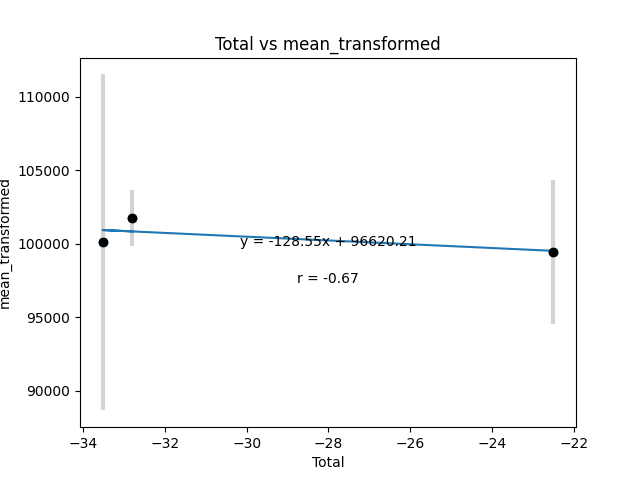 Total vs mean_transformed
mean_transformed
110000
105000
100000
95000
90000
y = -128.55x + 96620.21
r = -0.67
−34
−32
−30
−28
−26
−24
−22
Total